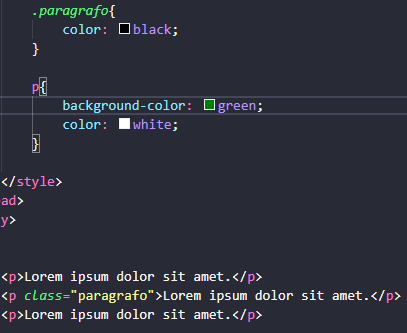 .paragrafo{
color: black;
}
p{
background-color: green;
color: white;
}
</style>
ad>
y>
<p>Lorem ipsum dolor sit amet.</p>
<p class="paragrafo">Lorem ipsum dolor sit amet.</p>
<p>Lorem ipsum dolor sit amet.</p>